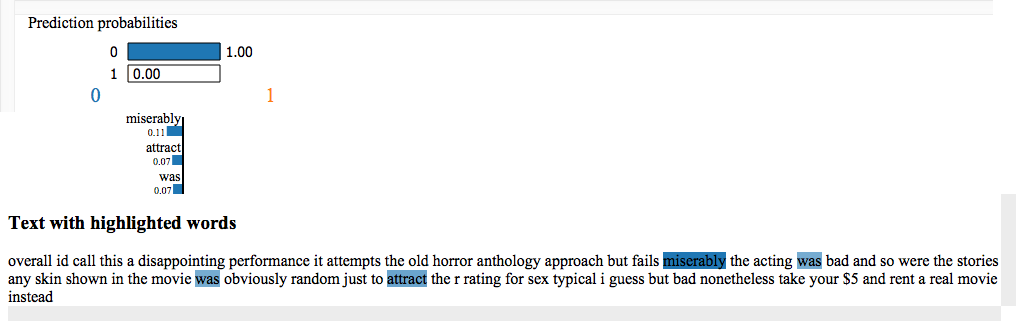 Prediction probabilities
0 1.00
1 0.00
0 1
miserably
0.11
attract
0.07
was
0.07
Text with highlighted words
overall id call this a disappointing performance it attempts the old horror anthology approach but fails miserably the acting was bad and so were the stories
any skin shown in the movie was obviously random just to attract the r rating for sex typical i guess but bad nonetheless take your $5 and rent a real movie
instead